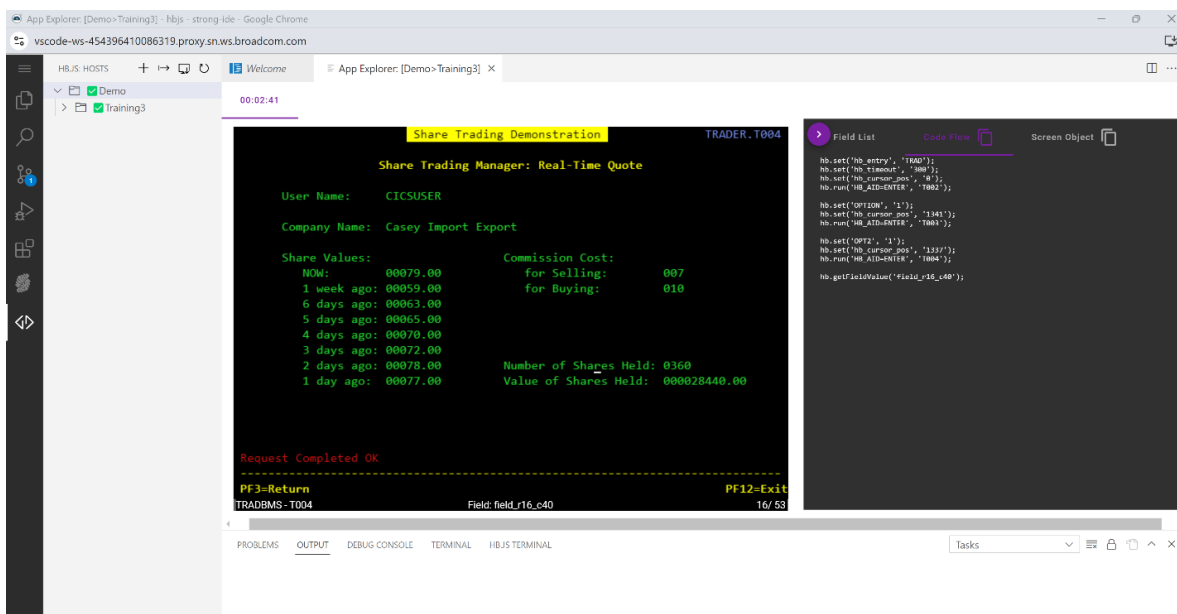 App Explorer: [Demo>Training3] - hbjs - strong-ide - Google Chrome
vscode-ws-454396410086319.proxy.sn.ws.broadcom.com
HBJS: HOSTS
Welcome
App Explorer: [Demo>Training3]
Demo
Training3
1
00:02:41
Share Trading Demonstration TRADER.T004
Share Trading Manager: Real-Time Quote
User Name: CICSUSER
Company Name: Casey Import Export
Share Values: Commission Cost:
NOW: 00079.00 for Selling: 007
1 week ago: 00059.00 for Buying: 010
6 days ago: 00063.00
5 days ago: 00065.00
4 days ago: 00070.00
3 days ago: 00072.00
2 days ago: 00078.00 Number of Shares Held: 0360
1 day ago: 00077.00 Value of Shares Held: 000028440.00
Request Completed OK
PF3=Return PF12=Exit
TRADBMS - T004 Field: field_r16_c40 16/ 53
Field List Code Flow Screen Object
hb.set('hb_entry', 'TRAD');
hb.set('hb_timeout', '300');
hb.set('hb_cursor_pos', '0');
hb.run('HB_AID=ENTER', 'T002');
hb.set('OPTION', '1');
hb.set('hb_cursor_pos', '1341');
hb.run('HB_AID=ENTER', 'T003');
hb.set('OPT2', '1');
hb.set('hb_cursor_pos', '1337');
hb.run('HB_AID=ENTER', 'T004');
hb.getFieldValue('field_r16_c40');
PROBLEMS OUTPUT DEBUG CONSOLE TERMINAL HBJS TERMINAL
Tasks